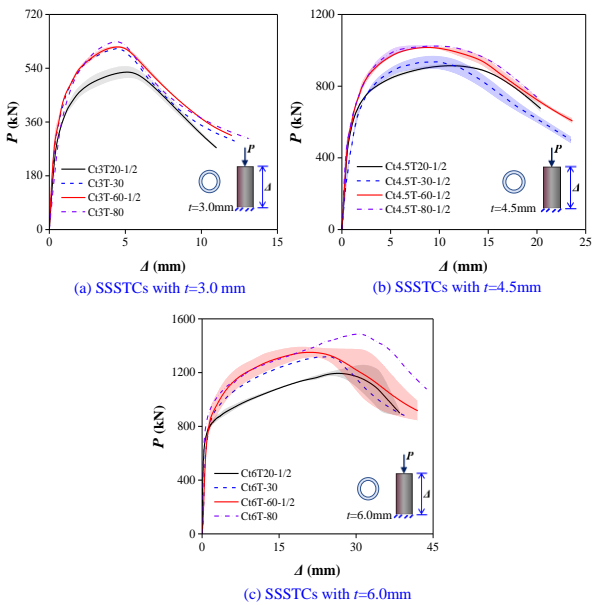 720
540
360
180
0
P (kN)
Ct3T20-1/2
Ct3T-30
Ct3T-60-1/2
Ct3T-80
P
Δ
t=3.0mm
0 5 10 15
Δ (mm)
(a) SSSTCs with t=3.0 mm
1200
800
400
0
P (kN)
Ct4.5T20-1/2
Ct4.5T-30-1/2
Ct4.5T-60-1/2
Ct4.5T-80-1/2
P
Δ
t=4.5mm
0 5 10 15 20 25
Δ (mm)
(b) SSSTCs with t=4.5mm
1600
1200
800
400
0
P (kN)
Ct6T20-1/2
Ct6T-30
Ct6T-60-1/2
Ct6T-80
P
Δ
t=6.0mm
0 15 30 45
Δ (mm)
(c) SSSTCs with t=6.0mm